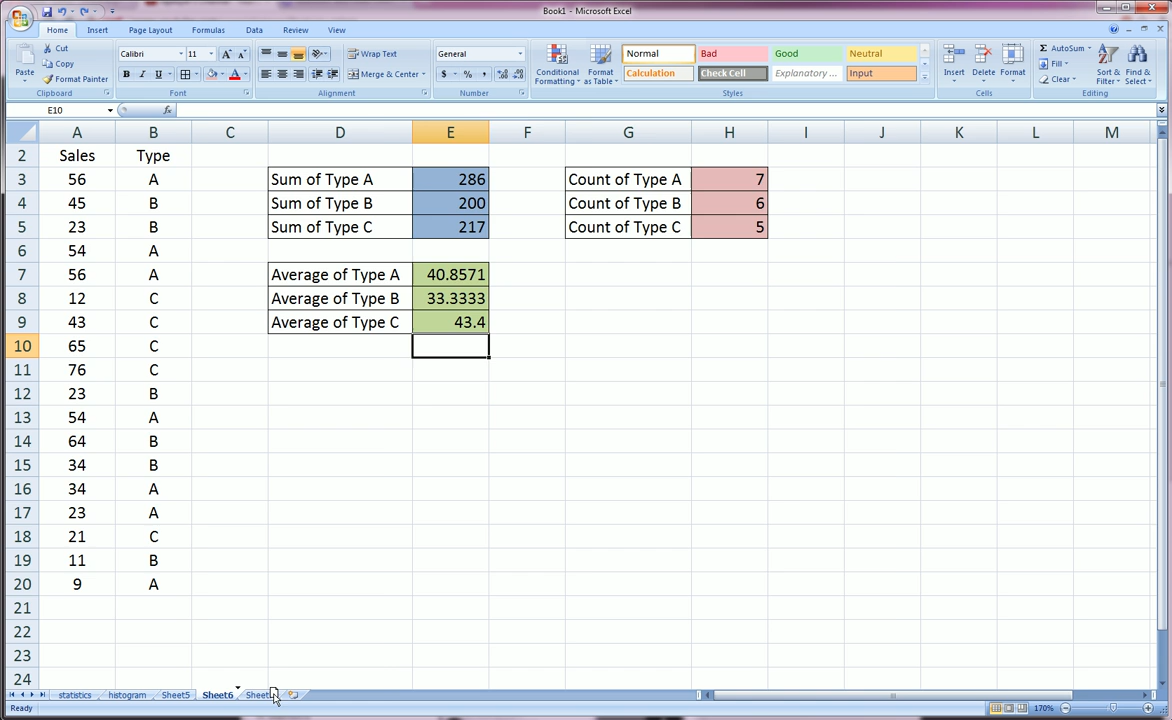 Book1 - Microsoft Excel
Home Insert Page Layout Formulas Data Review View
Cut
Copy
Format Painter
Paste
Clipboard
Calibri 11
B I U
Font
Wrap Text
Merge & Center
Alignment
General
$ % ,
Number
Conditional Formatting
Format as Table
Normal Bad Good Neutral
Calculation Check Cell Explanatory ... Input
Styles
Insert Delete Format
Cells
Σ AutoSum
Fill
Clear
Sort & Filter
Find & Select
Editing
E10 fx
A B C D E F G H I J K L M
2 Sales Type
3 56 A Sum of Type A 286 Count of Type A 7
4 45 B Sum of Type B 200 Count of Type B 6
5 23 B Sum of Type C 217 Count of Type C 5
6 54 A
7 56 A Average of Type A 40.8571
8 12 C Average of Type B 33.3333
9 43 C Average of Type C 43.4
10 65 C
11 76 C
12 23 B
13 54 A
14 64 B
15 34 B
16 34 A
17 23 A
18 21 C
19 11 B
20 9 A
21
22
23
24
statistics histogram Sheet5 Sheet6 Sheet
Ready 170%